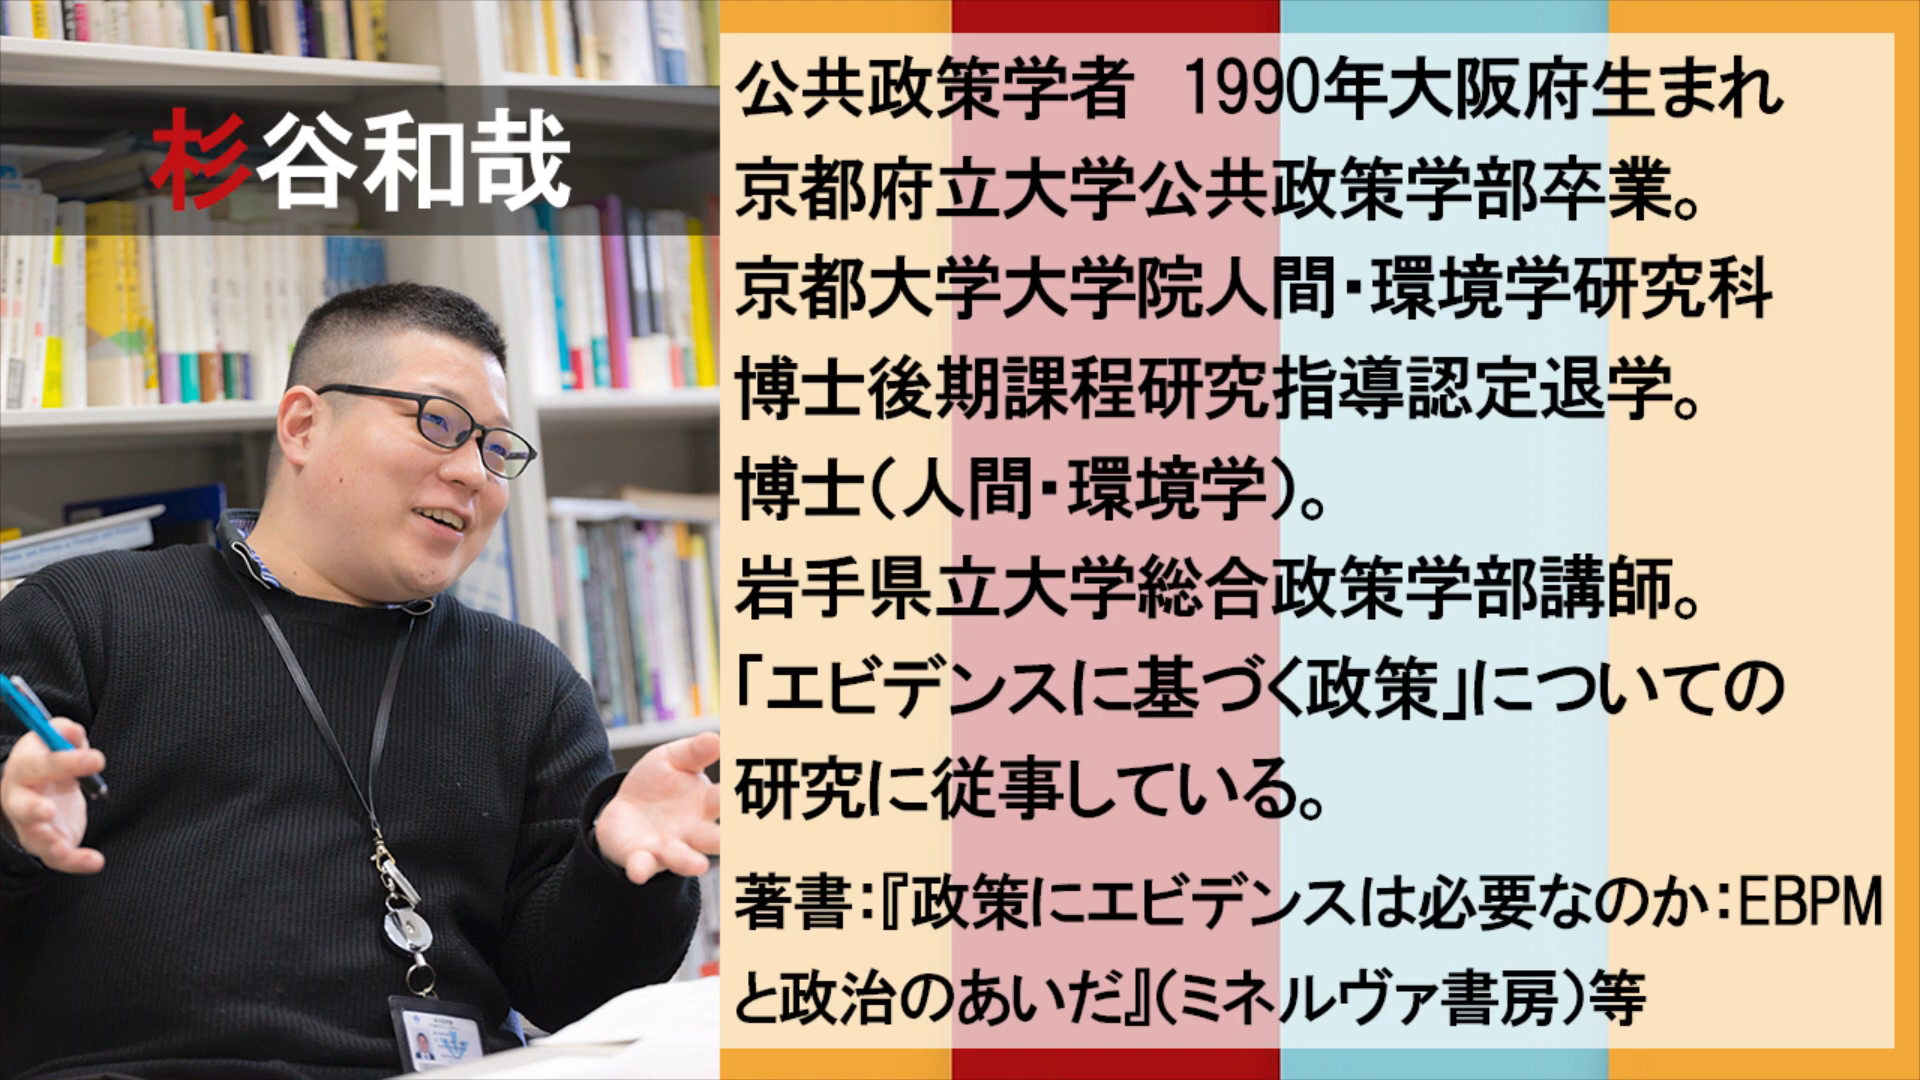 杉谷和哉
公共政策学者　1990年大阪府生まれ
京都府立大学公共政策学部卒業。
京都大学大学院人間・環境学研究科
博士後期課程研究指導認定退学。
博士（人間・環境学）。
岩手県立大学総合政策学部講師。
「エビデンスに基づく政策」についての
研究に従事している。
著書：『政策にエビデンスは必要なのか：EBPM
と政治のあいだ』（ミネルヴァ書房）等